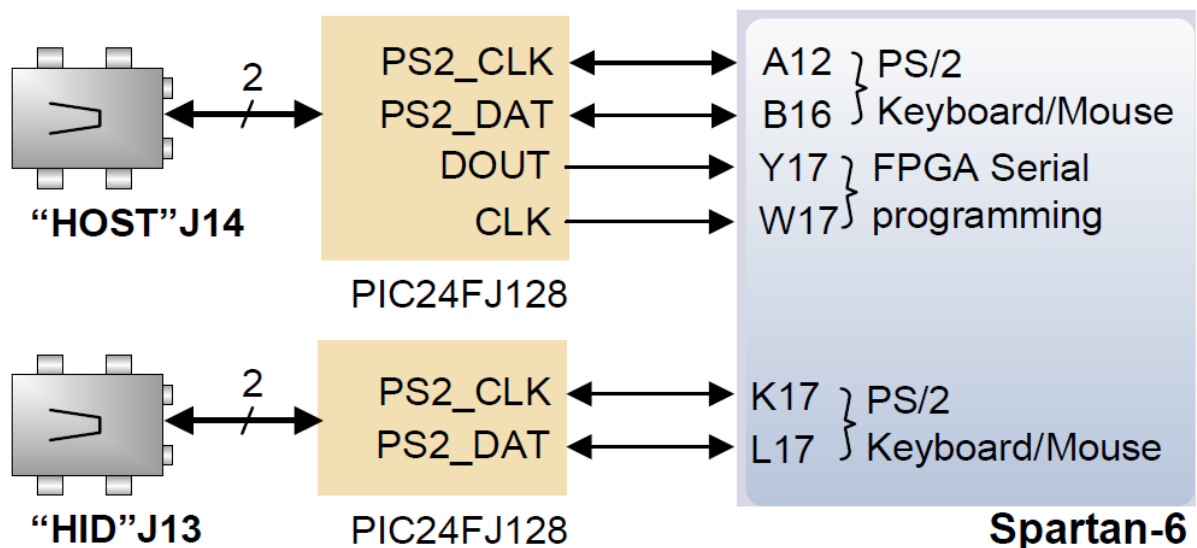 2
PS2_CLK
PS2_DAT
DOUT
CLK
A12
B16
Y17
W17
PS/2
Keyboard/Mouse
FPGA Serial
programming
“HOST”J14
PIC24FJ128
2
PS2_CLK
PS2_DAT
K17
L17
PS/2
Keyboard/Mouse
“HID”J13
PIC24FJ128
Spartan-6